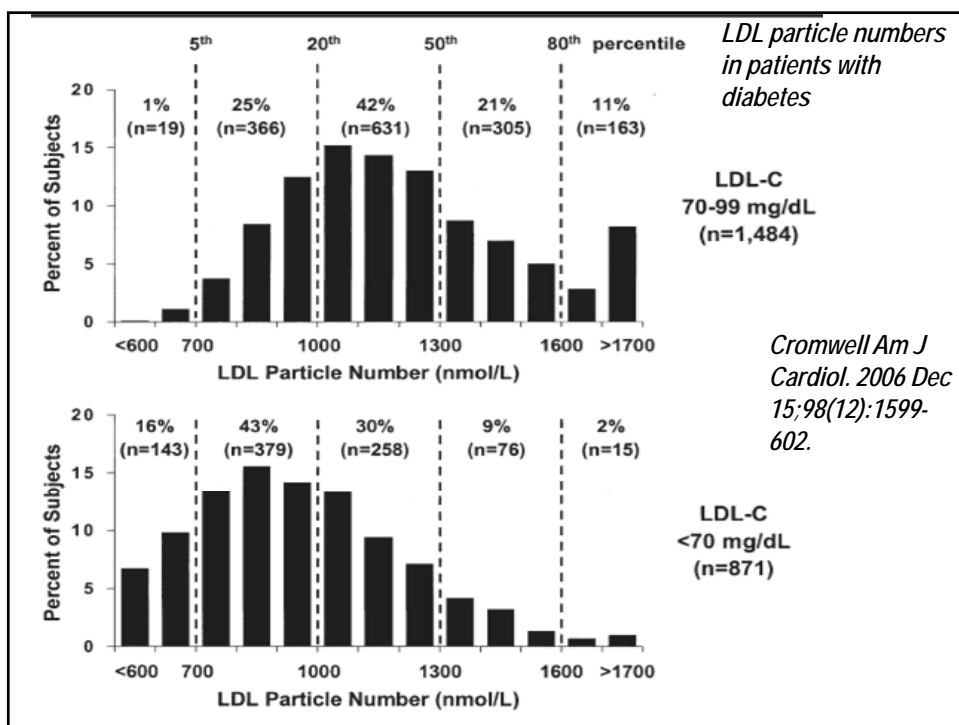 5th 20th 50th 80th percentile
LDL particle numbers
in patients with
diabetes
20
15
10
5
0
Percent of Subjects
1% 25% 42% 21% 11%
(n=19) (n=366) (n=631) (n=305) (n=163)
LDL-C
70-99 mg/dL
(n=1,484)
<600 700 1000 1300 1600 >1700
LDL Particle Number (nmol/L)
Cromwell Am J
Cardiol. 2006 Dec
15;98(12):1599-
602.
20
15
10
5
0
Percent of Subjects
16% 43% 30% 9% 2%
(n=143) (n=379) (n=258) (n=76) (n=15)
LDL-C
<70 mg/dL
(n=871)
<600 700 1000 1300 1600 >1700
LDL Particle Number (nmol/L)